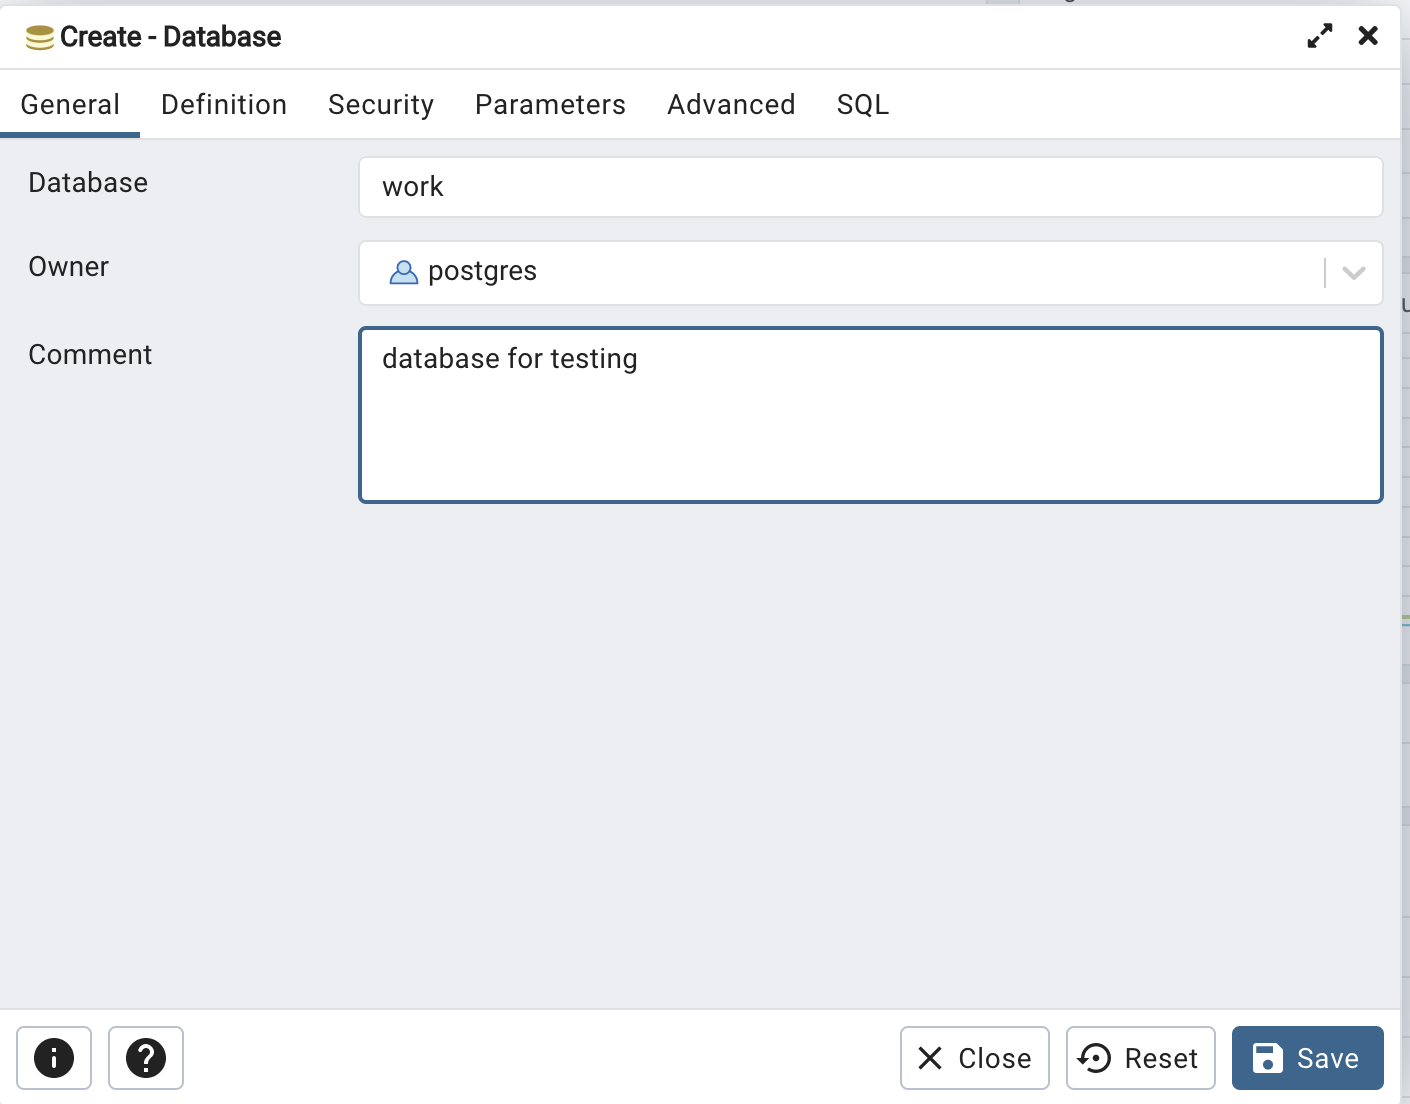 Create - Database
General Definition Security Parameters Advanced SQL
Database
work
Owner
postgres
Comment
database for testing
Close Reset Save